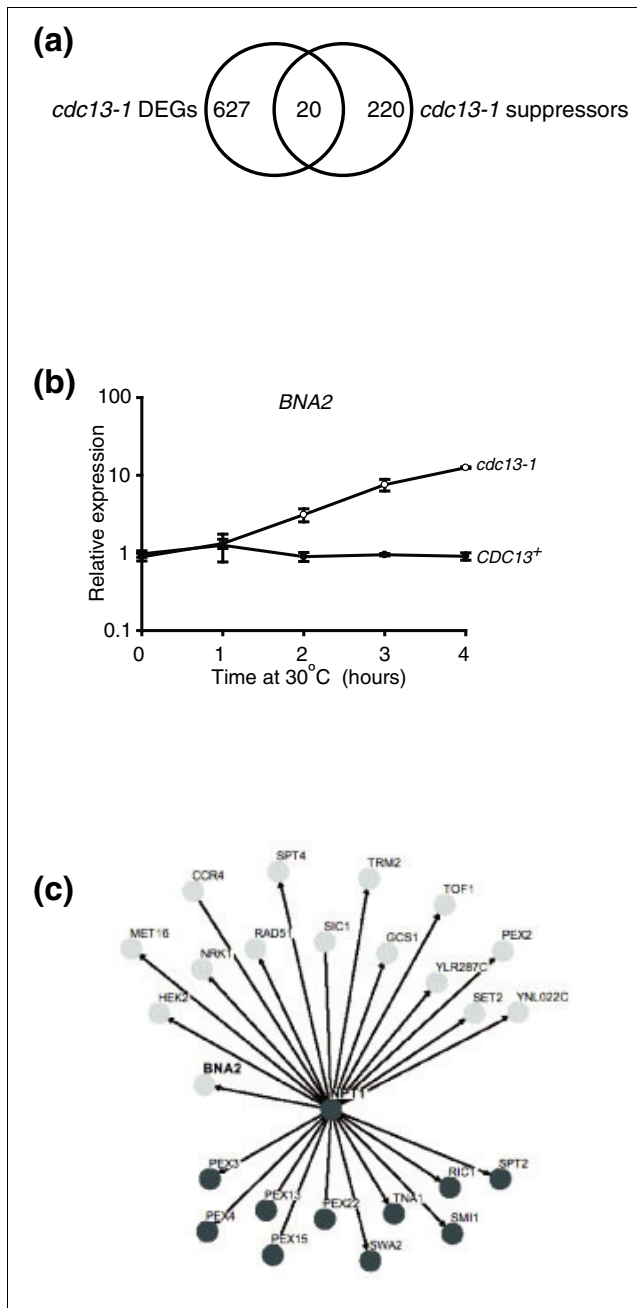 (a)
cdc13-1 DEGs 627 20 220 cdc13-1 suppressors
(b)
BNA2
Relative expression
100
10
1
0.1
cdc13-1
CDC13+
0 1 2 3 4
Time at 30°C (hours)
(c)
SPT4
TRM2
CCR4
TOF1
MET16
RAD51
SIC1
GCS1
PEX2
NRK1
YLR287C
HEK2
SET2
YNL022C
BNA2
NPT1
PEX3
PEX13
PEX22
TNA1
RIC1
SPT2
PEX4
PEX15
SWA2
SMI1